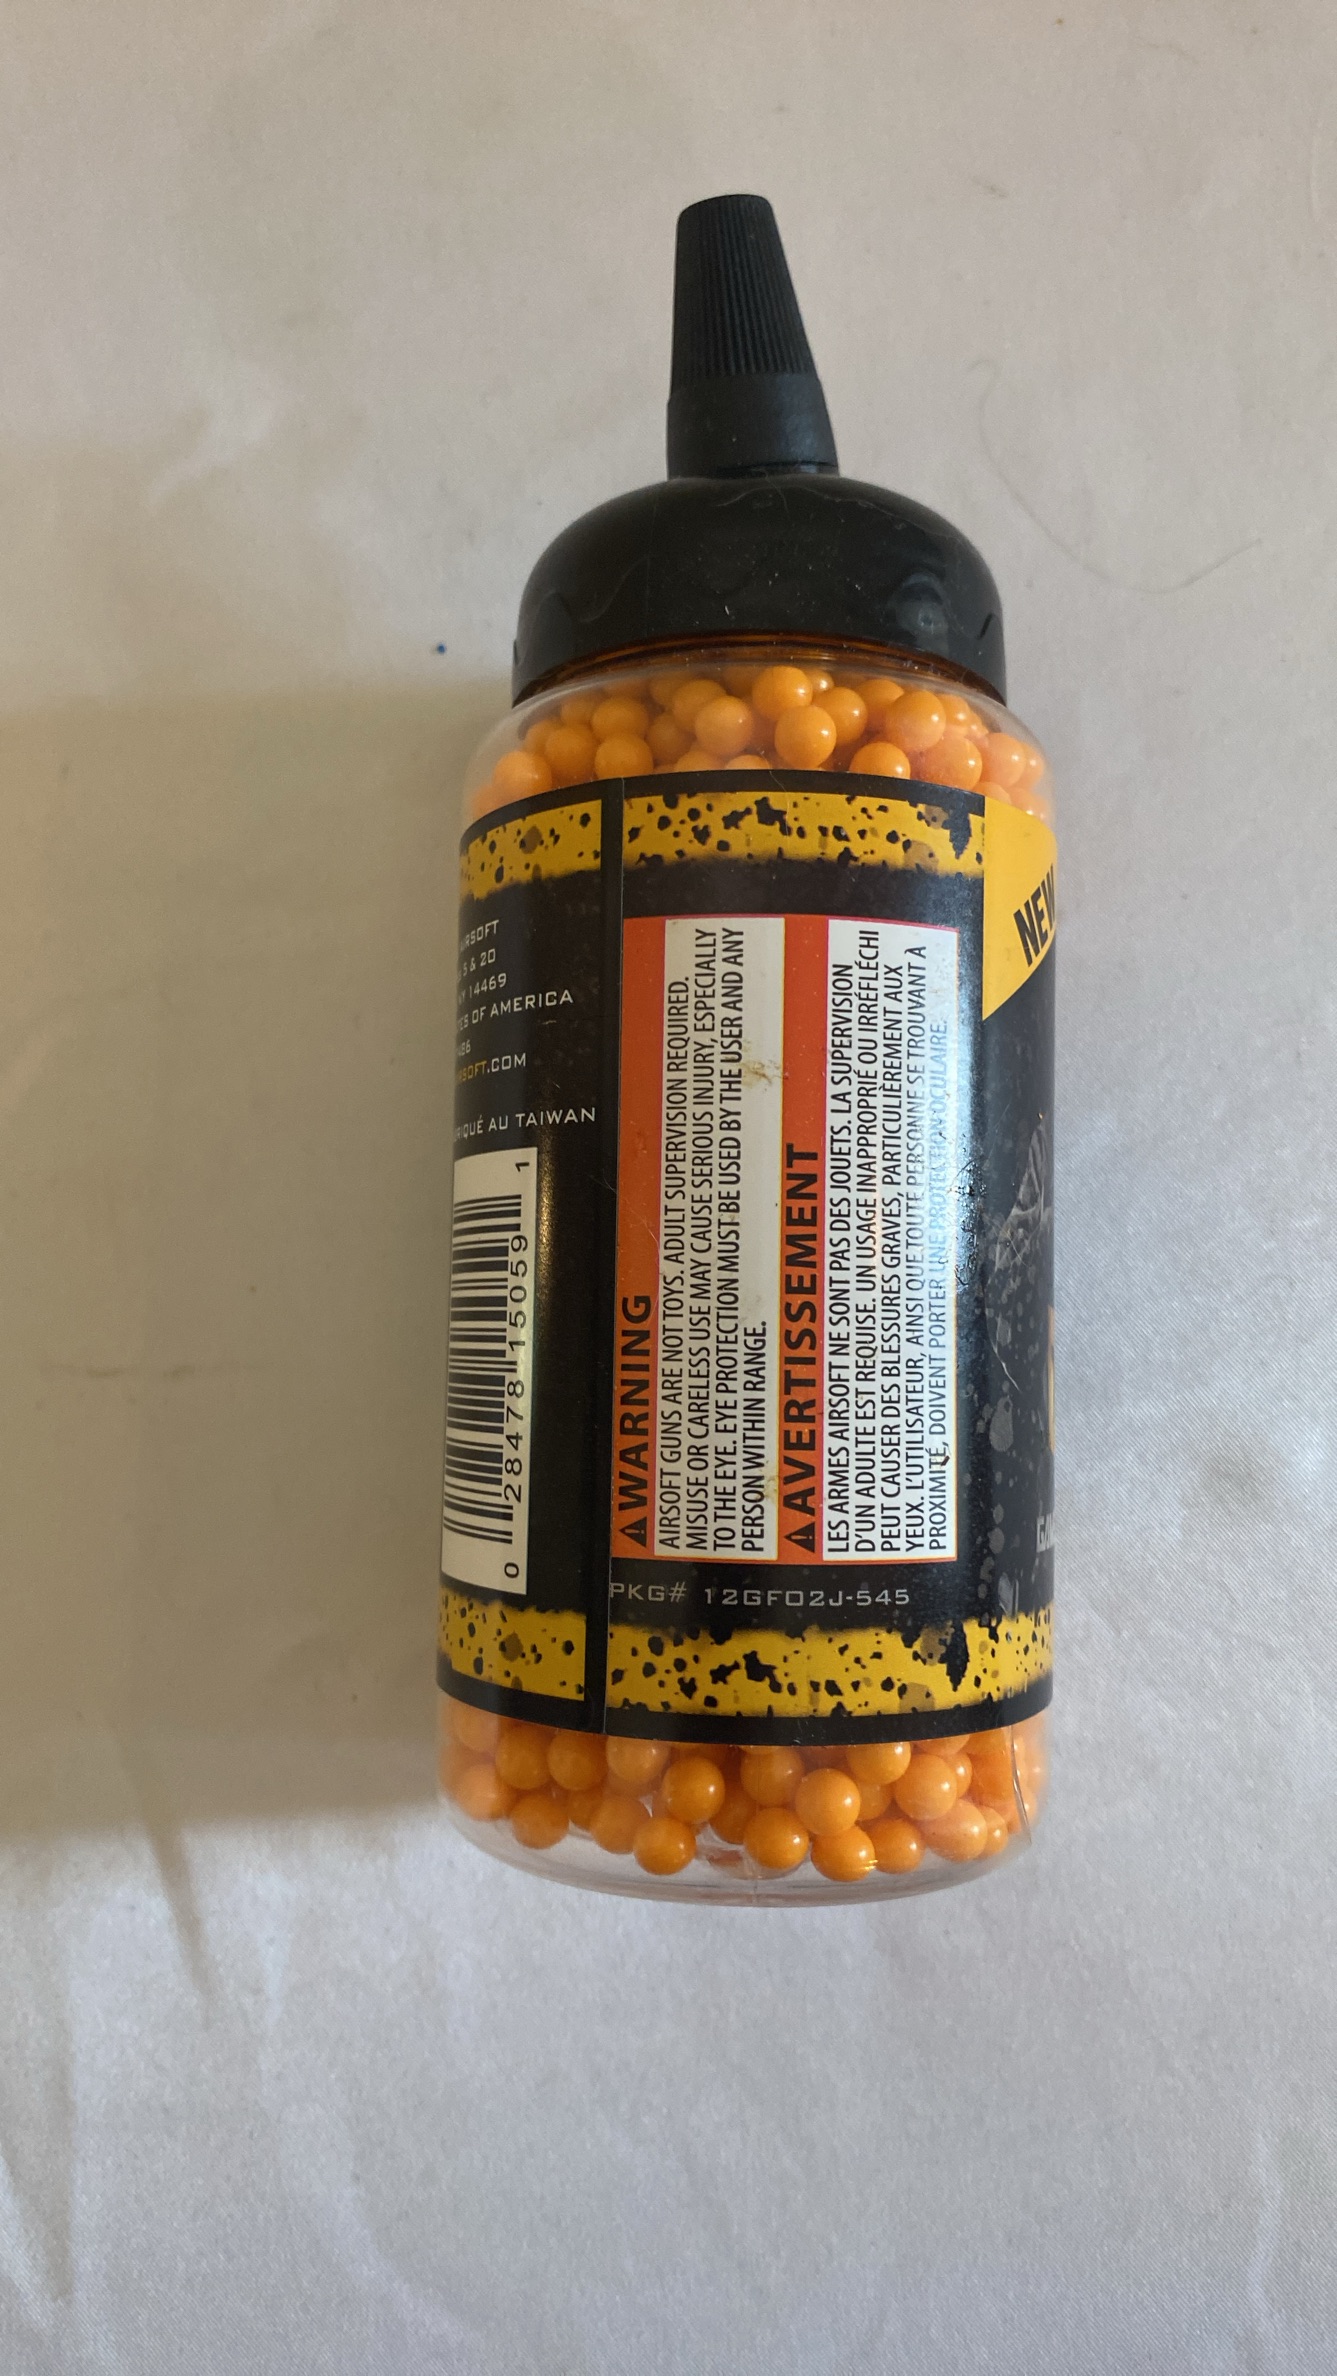 AIRSOFT
5 & 20
NY 14469
OF AMERICA
.COM
AU TAIWAN
0 28478 15059 1
WARNING
AIRSOFT GUNS ARE NOT TOYS. ADULT SUPERVISION REQUIRED.
MISUSE OR CARELESS USE MAY CAUSE SERIOUS INJURY, ESPECIALLY
TO THE EYE. EYE PROTECTION MUST BE USED BY THE USER AND ANY
PERSON WITHIN RANGE.
AVERTISSEMENT
LES ARMES AIRSOFT NE SONT PAS DES JOUETS. LA SUPERVISION
D'UN ADULTE EST REQUISE. UN USAGE INAPPROPRIÉ OU IRRÉFLÉCHI
PEUT CAUSER DES BLESSURES GRAVES, PARTICULIÈREMENT AUX
YEUX. L'UTILISATEUR, AINSI QUE TOUTE PERSONNE SE TROUVANT À
PROXIMITÉ, DOIVENT PORTER UNE PROTECTION OCULAIRE.
PKG# 12GF02J-545
NEW